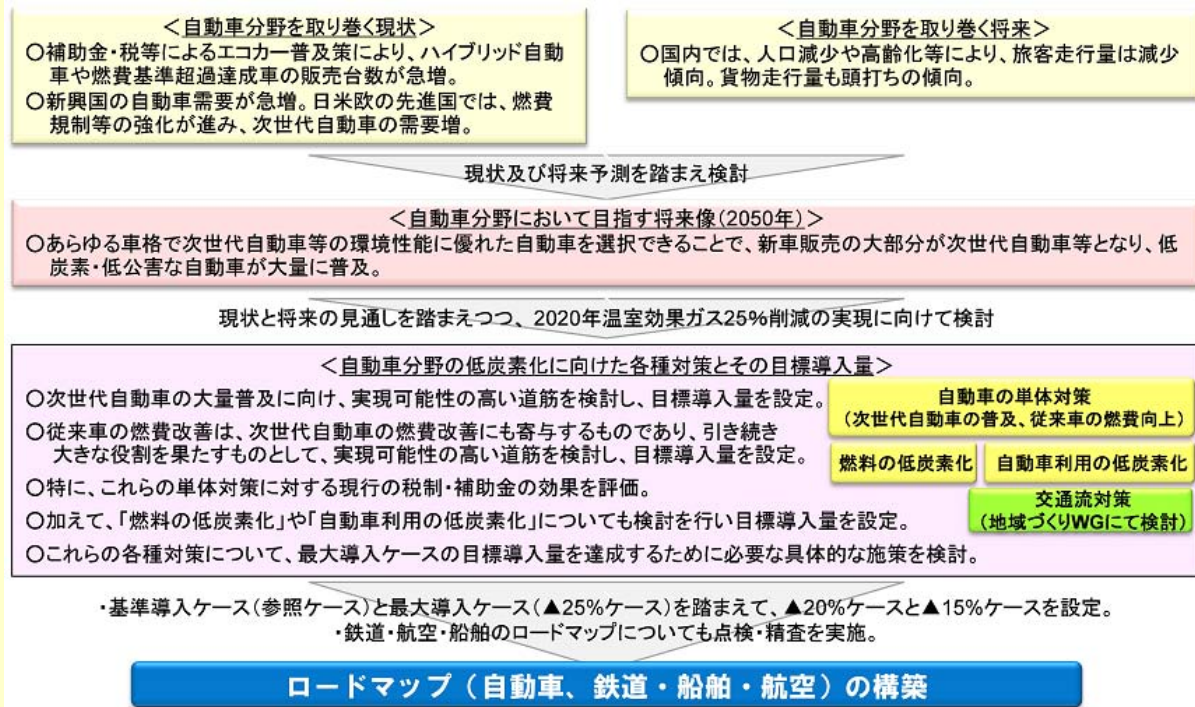 ＜自動車分野を取り巻く現状＞
○補助金・税等によるエコカー普及策により、ハイブリッド自動
車や燃費基準超過達成車の販売台数が急増。
○新興国の自動車需要が急増。日米欧の先進国では、燃費
規制等の強化が進み、次世代自動車の需要増。
＜自動車分野を取り巻く将来＞
○国内では、人口減少や高齢化等により、旅客走行量は減少
傾向。貨物走行量も頭打ちの傾向。
現状及び将来予測を踏まえ検討
＜自動車分野において目指す将来像（2050年）＞
○あらゆる車格で次世代自動車等の環境性能に優れた自動車を選択できることで、新車販売の大部分が次世代自動車等となり、低
炭素・低公害な自動車が大量に普及。
現状と将来の見通しを踏まえつつ、2020年温室効果ガス25％削減の実現に向けて検討
＜自動車分野の低炭素化に向けた各種対策とその目標導入量＞
○次世代自動車の大量普及に向け、実現可能性の高い道筋を検討し、目標導入量を設定。
○従来車の燃費改善は、次世代自動車の燃費改善にも寄与するものであり、引き続き
大きな役割を果たすものとして、実現可能性の高い道筋を検討し、目標導入量を設定。
○特に、これらの単体対策に対する現行の税制・補助金の効果を評価。
○加えて、「燃料の低炭素化」や「自動車利用の低炭素化」についても検討を行い目標導入量を設定。
○これらの各種対策について、最大導入ケースの目標導入量を達成するために必要な具体的な施策を検討。
自動車の単体対策
（次世代自動車の普及、従来車の燃費向上）
燃料の低炭素化
自動車利用の低炭素化
交通流対策
（地域づくりWGにて検討）
・基準導入ケース（参照ケース）と最大導入ケース（▲25％ケース）を踏まえて、▲20％ケースと▲15％ケースを設定。
・鉄道・航空・船舶のロードマップについても点検・精査を実施。
ロードマップ（自動車、鉄道・船舶・航空）の構築